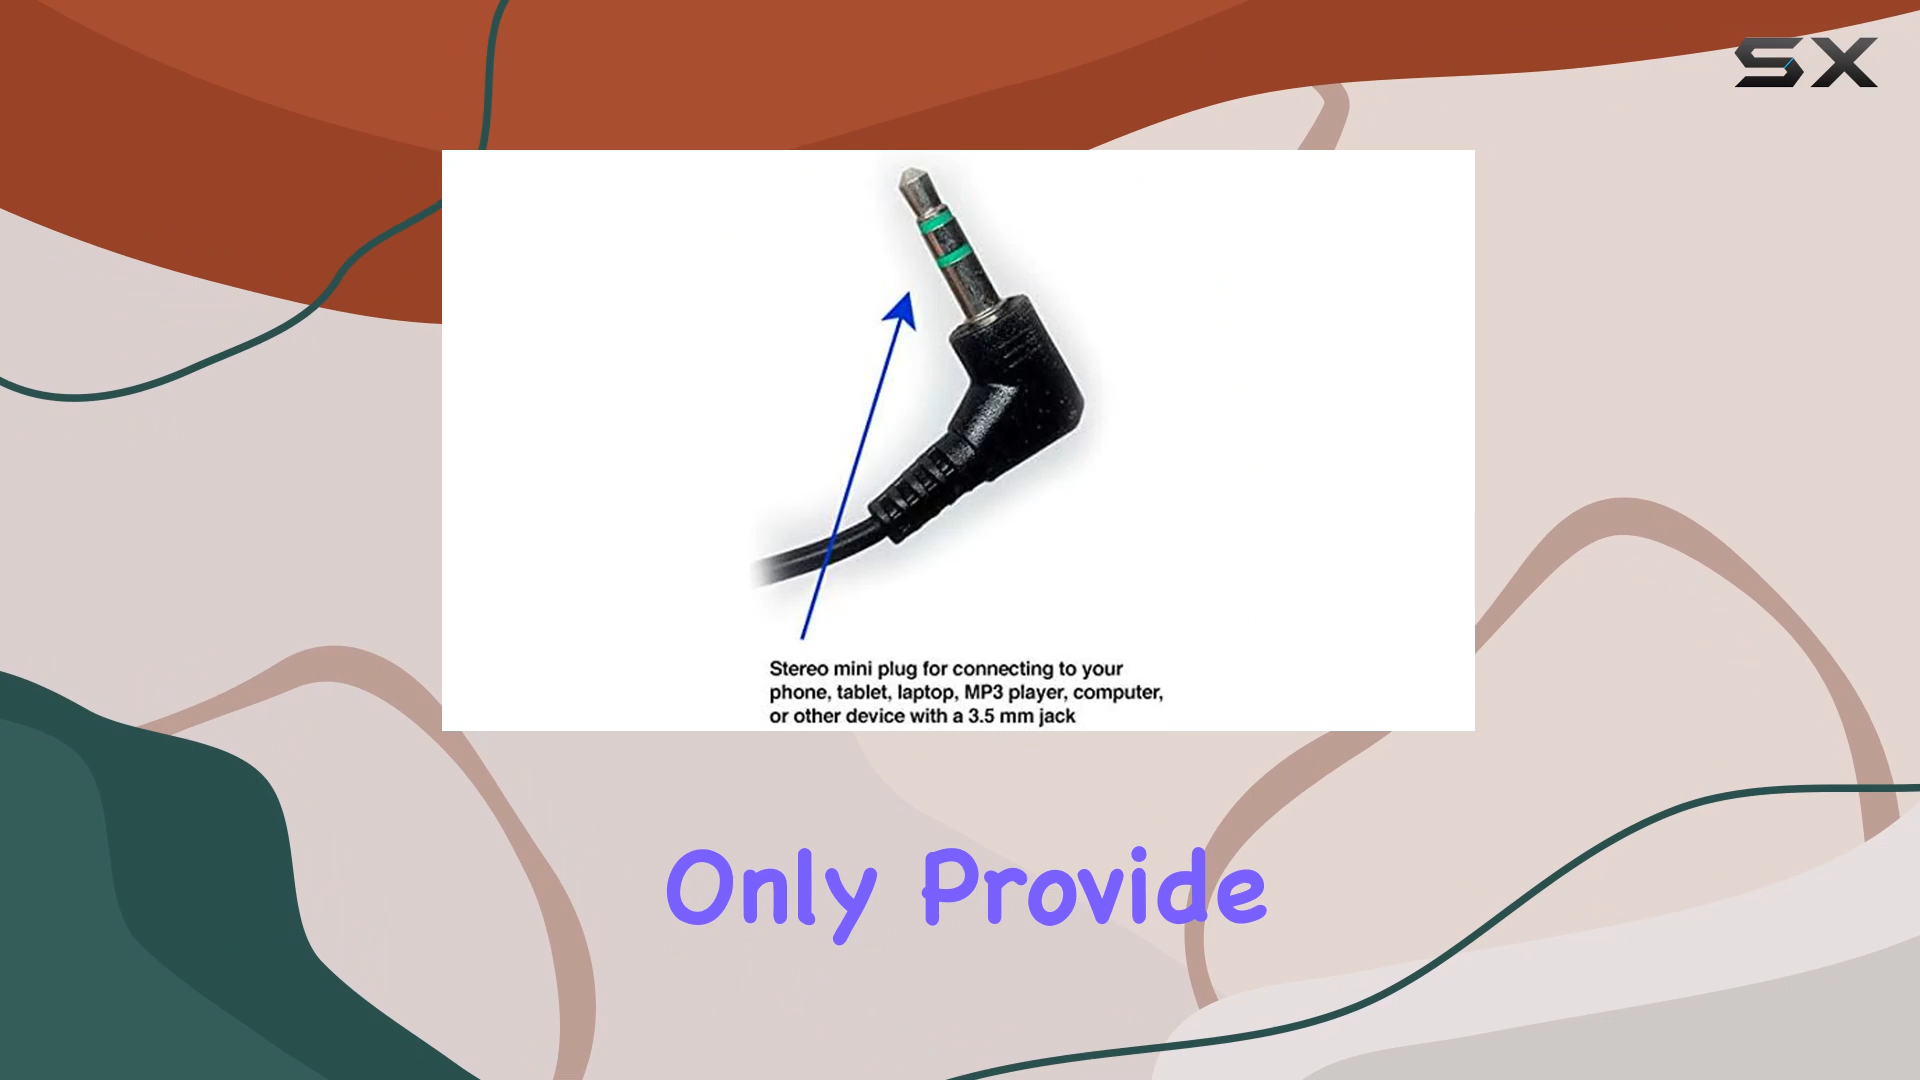 SX
Stereo mini plug for connecting to your
phone, tablet, laptop, MP3 player, computer,
or other device with a 3.5 mm jack
Only Provide